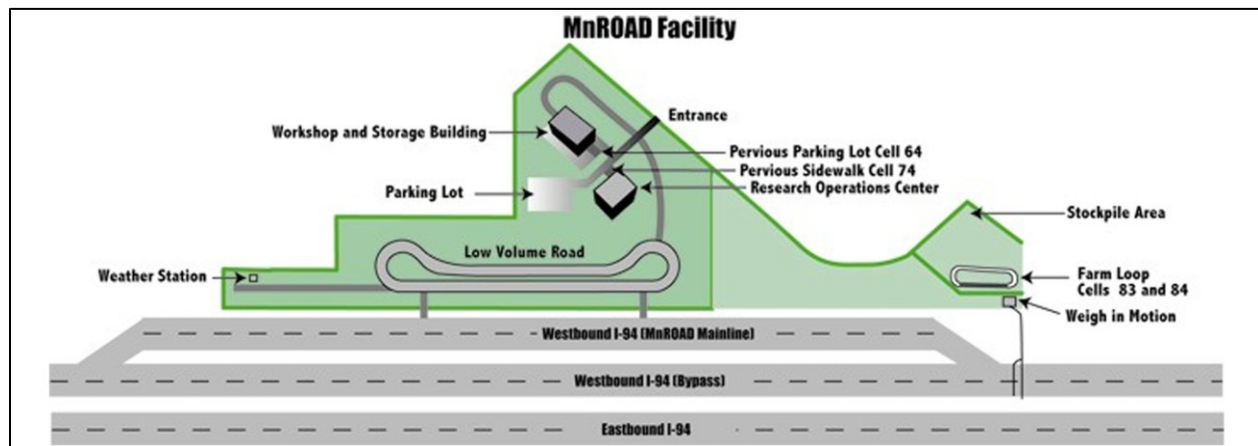 MnROAD Facility
Entrance
Workshop and Storage Building
Pervious Parking Lot Cell 64
Pervious Sidewalk Cell 74
Research Operations Center
Parking Lot
Stockpile Area
Low Volume Road
Weather Station
Farm Loop
Cells 83 and 84
Weigh in Motion
Westbound I-94 (MnROAD Mainline)
Westbound I-94 (Bypass)
Eastbound I-94